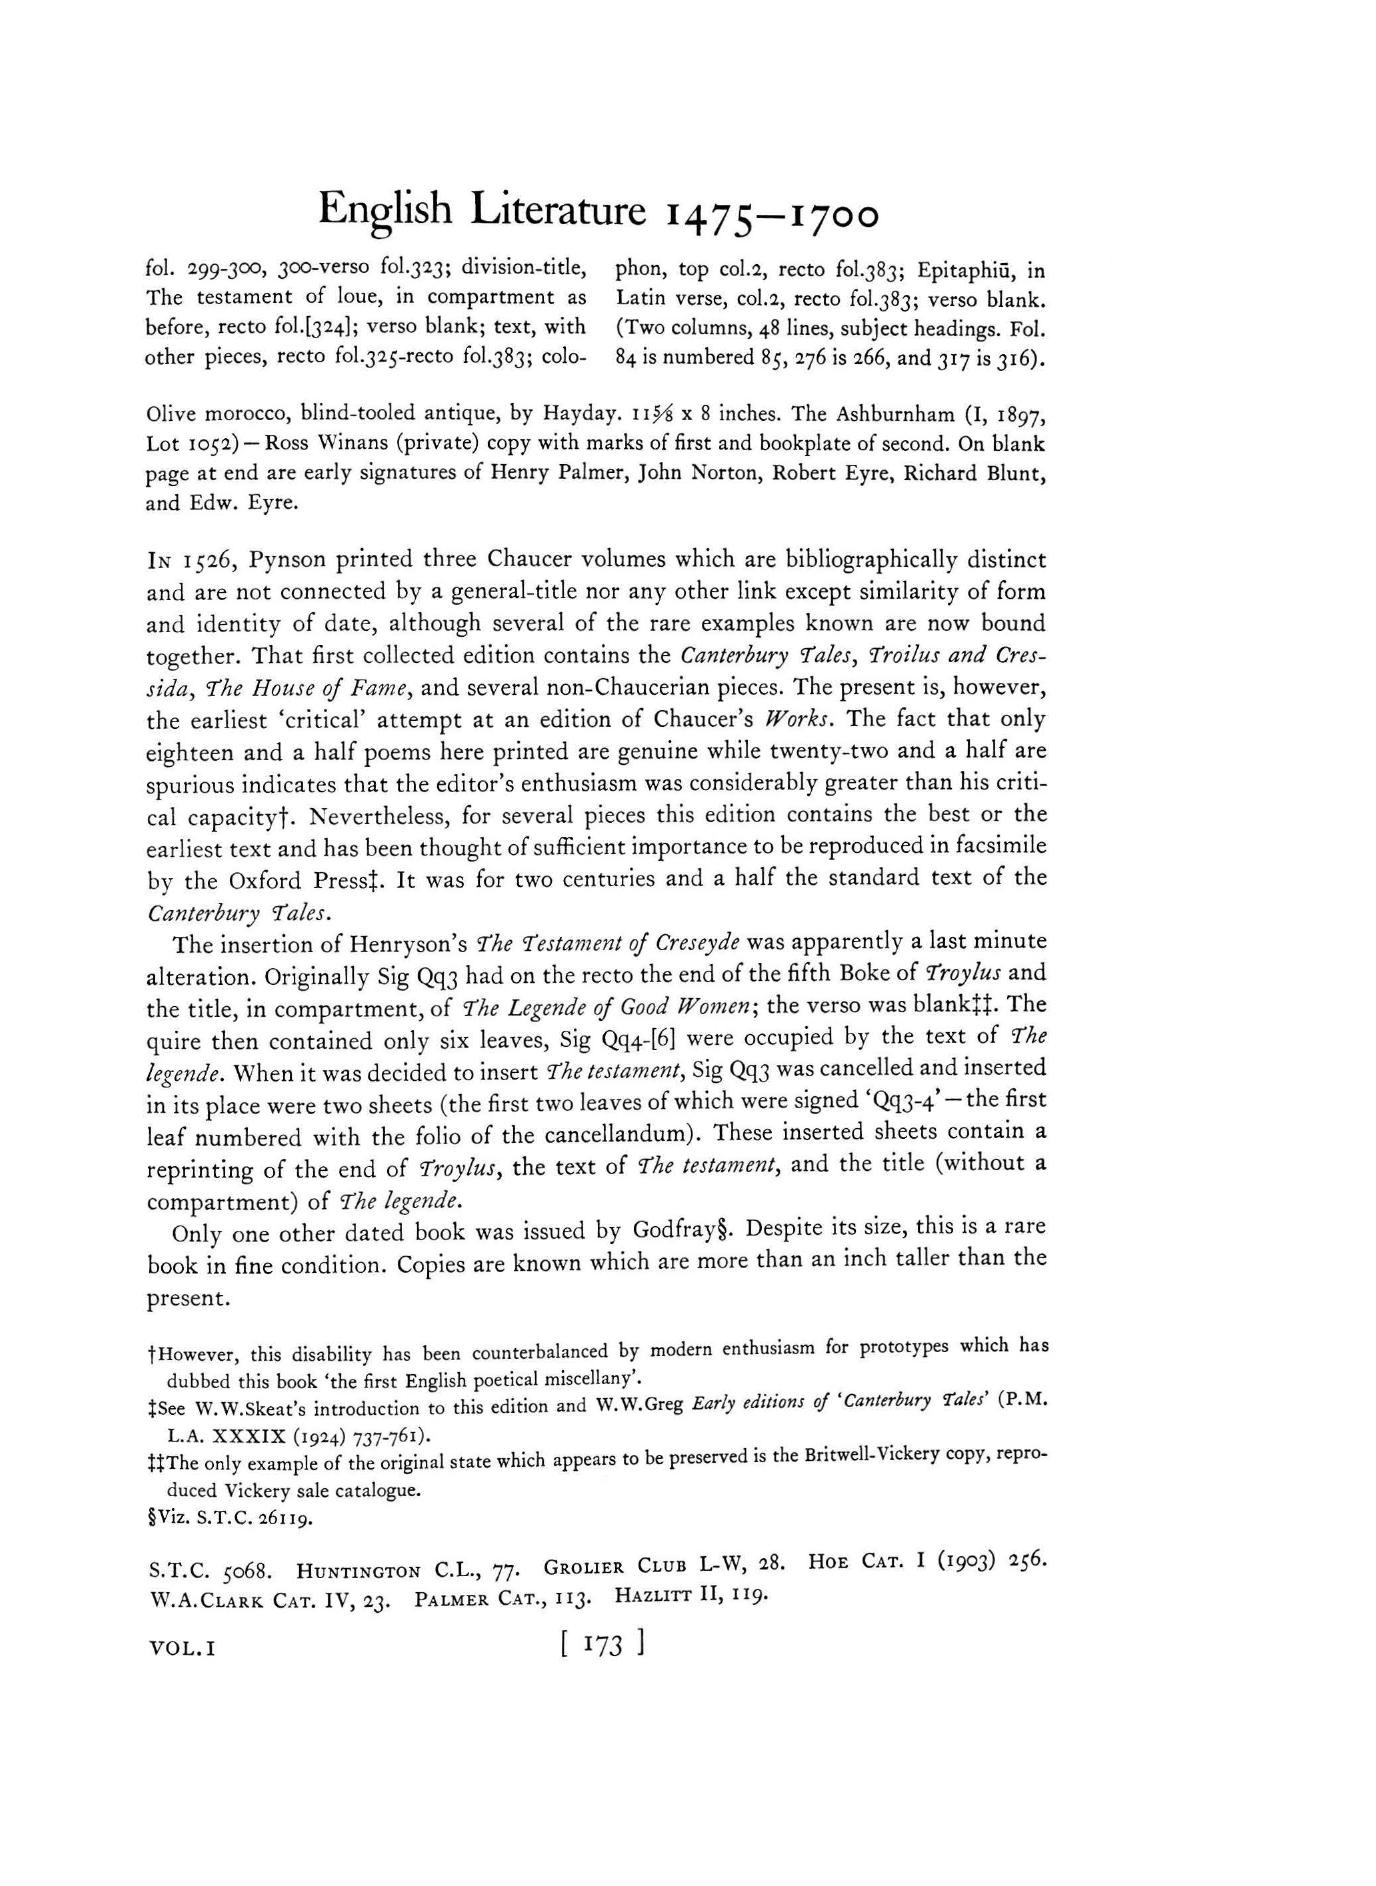 English Literature 1475—1700
fol. 299-300, 300-verso fol.323; division-title,
The testament of loue, in compartment as
before, recto fol.[324]; verso blank; text, with
other pieces, recto fol.325-recto fol.383; colo-
phon, top col.2, recto fol.383; Epitaphiū, in
Latin verse, col.2, recto fol.383; verso blank.
(Two columns, 48 lines, subject headings. Fol.
84 is numbered 85, 276 is 266, and 317 is 316).
Olive morocco, blind-tooled antique, by Hayday. 11⅝ x 8 inches. The Ashburnham (I, 1897,
Lot 1052)—Ross Winans (private) copy with marks of first and bookplate of second. On blank
page at end are early signatures of Henry Palmer, John Norton, Robert Eyre, Richard Blunt,
and Edw. Eyre.
IN 1526, Pynson printed three Chaucer volumes which are bibliographically distinct
and are not connected by a general-title nor any other link except similarity of form
and identity of date, although several of the rare examples known are now bound
together. That first collected edition contains the Canterbury Tales, Troilus and Cres-
sida, The House of Fame, and several non-Chaucerian pieces. The present is, however,
the earliest ‘critical’ attempt at an edition of Chaucer’s Works. The fact that only
eighteen and a half poems here printed are genuine while twenty-two and a half are
spurious indicates that the editor’s enthusiasm was considerably greater than his criti-
cal capacity†. Nevertheless, for several pieces this edition contains the best or the
earliest text and has been thought of sufficient importance to be reproduced in facsimile
by the Oxford Press‡. It was for two centuries and a half the standard text of the
Canterbury Tales.
The insertion of Henryson’s The Testament of Creseyde was apparently a last minute
alteration. Originally Sig Qq3 had on the recto the end of the fifth Boke of Troylus and
the title, in compartment, of The Legende of Good Women; the verso was blank‡‡. The
quire then contained only six leaves, Sig Qq4-[6] were occupied by the text of The
legende. When it was decided to insert The testament, Sig Qq3 was cancelled and inserted
in its place were two sheets (the first two leaves of which were signed ‘Qq3-4’—the first
leaf numbered with the folio of the cancellandum). These inserted sheets contain a
reprinting of the end of Troylus, the text of The testament, and the title (without a
compartment) of The legende.
Only one other dated book was issued by Godfray§. Despite its size, this is a rare
book in fine condition. Copies are known which are more than an inch taller than the
present.
†However, this disability has been counterbalanced by modern enthusiasm for prototypes which has
dubbed this book ‘the first English poetical miscellany’.
‡See W.W.Skeat’s introduction to this edition and W.W.Greg Early editions of ‘Canterbury Tales’ (P.M.
L.A. XXXIX (1924) 737-761).
‡‡The only example of the original state which appears to be preserved is the Britwell-Vickery copy, repro-
duced Vickery sale catalogue.
§Viz. S.T.C. 26119.
S.T.C. 5068. HUNTINGTON C.L., 77. GROLIER CLUB L-W, 28. HOE CAT. I (1903) 256.
W.A.CLARK CAT. IV, 23. PALMER CAT., 113. HAZLITT II, 119.
VOL.I [ 173 ]